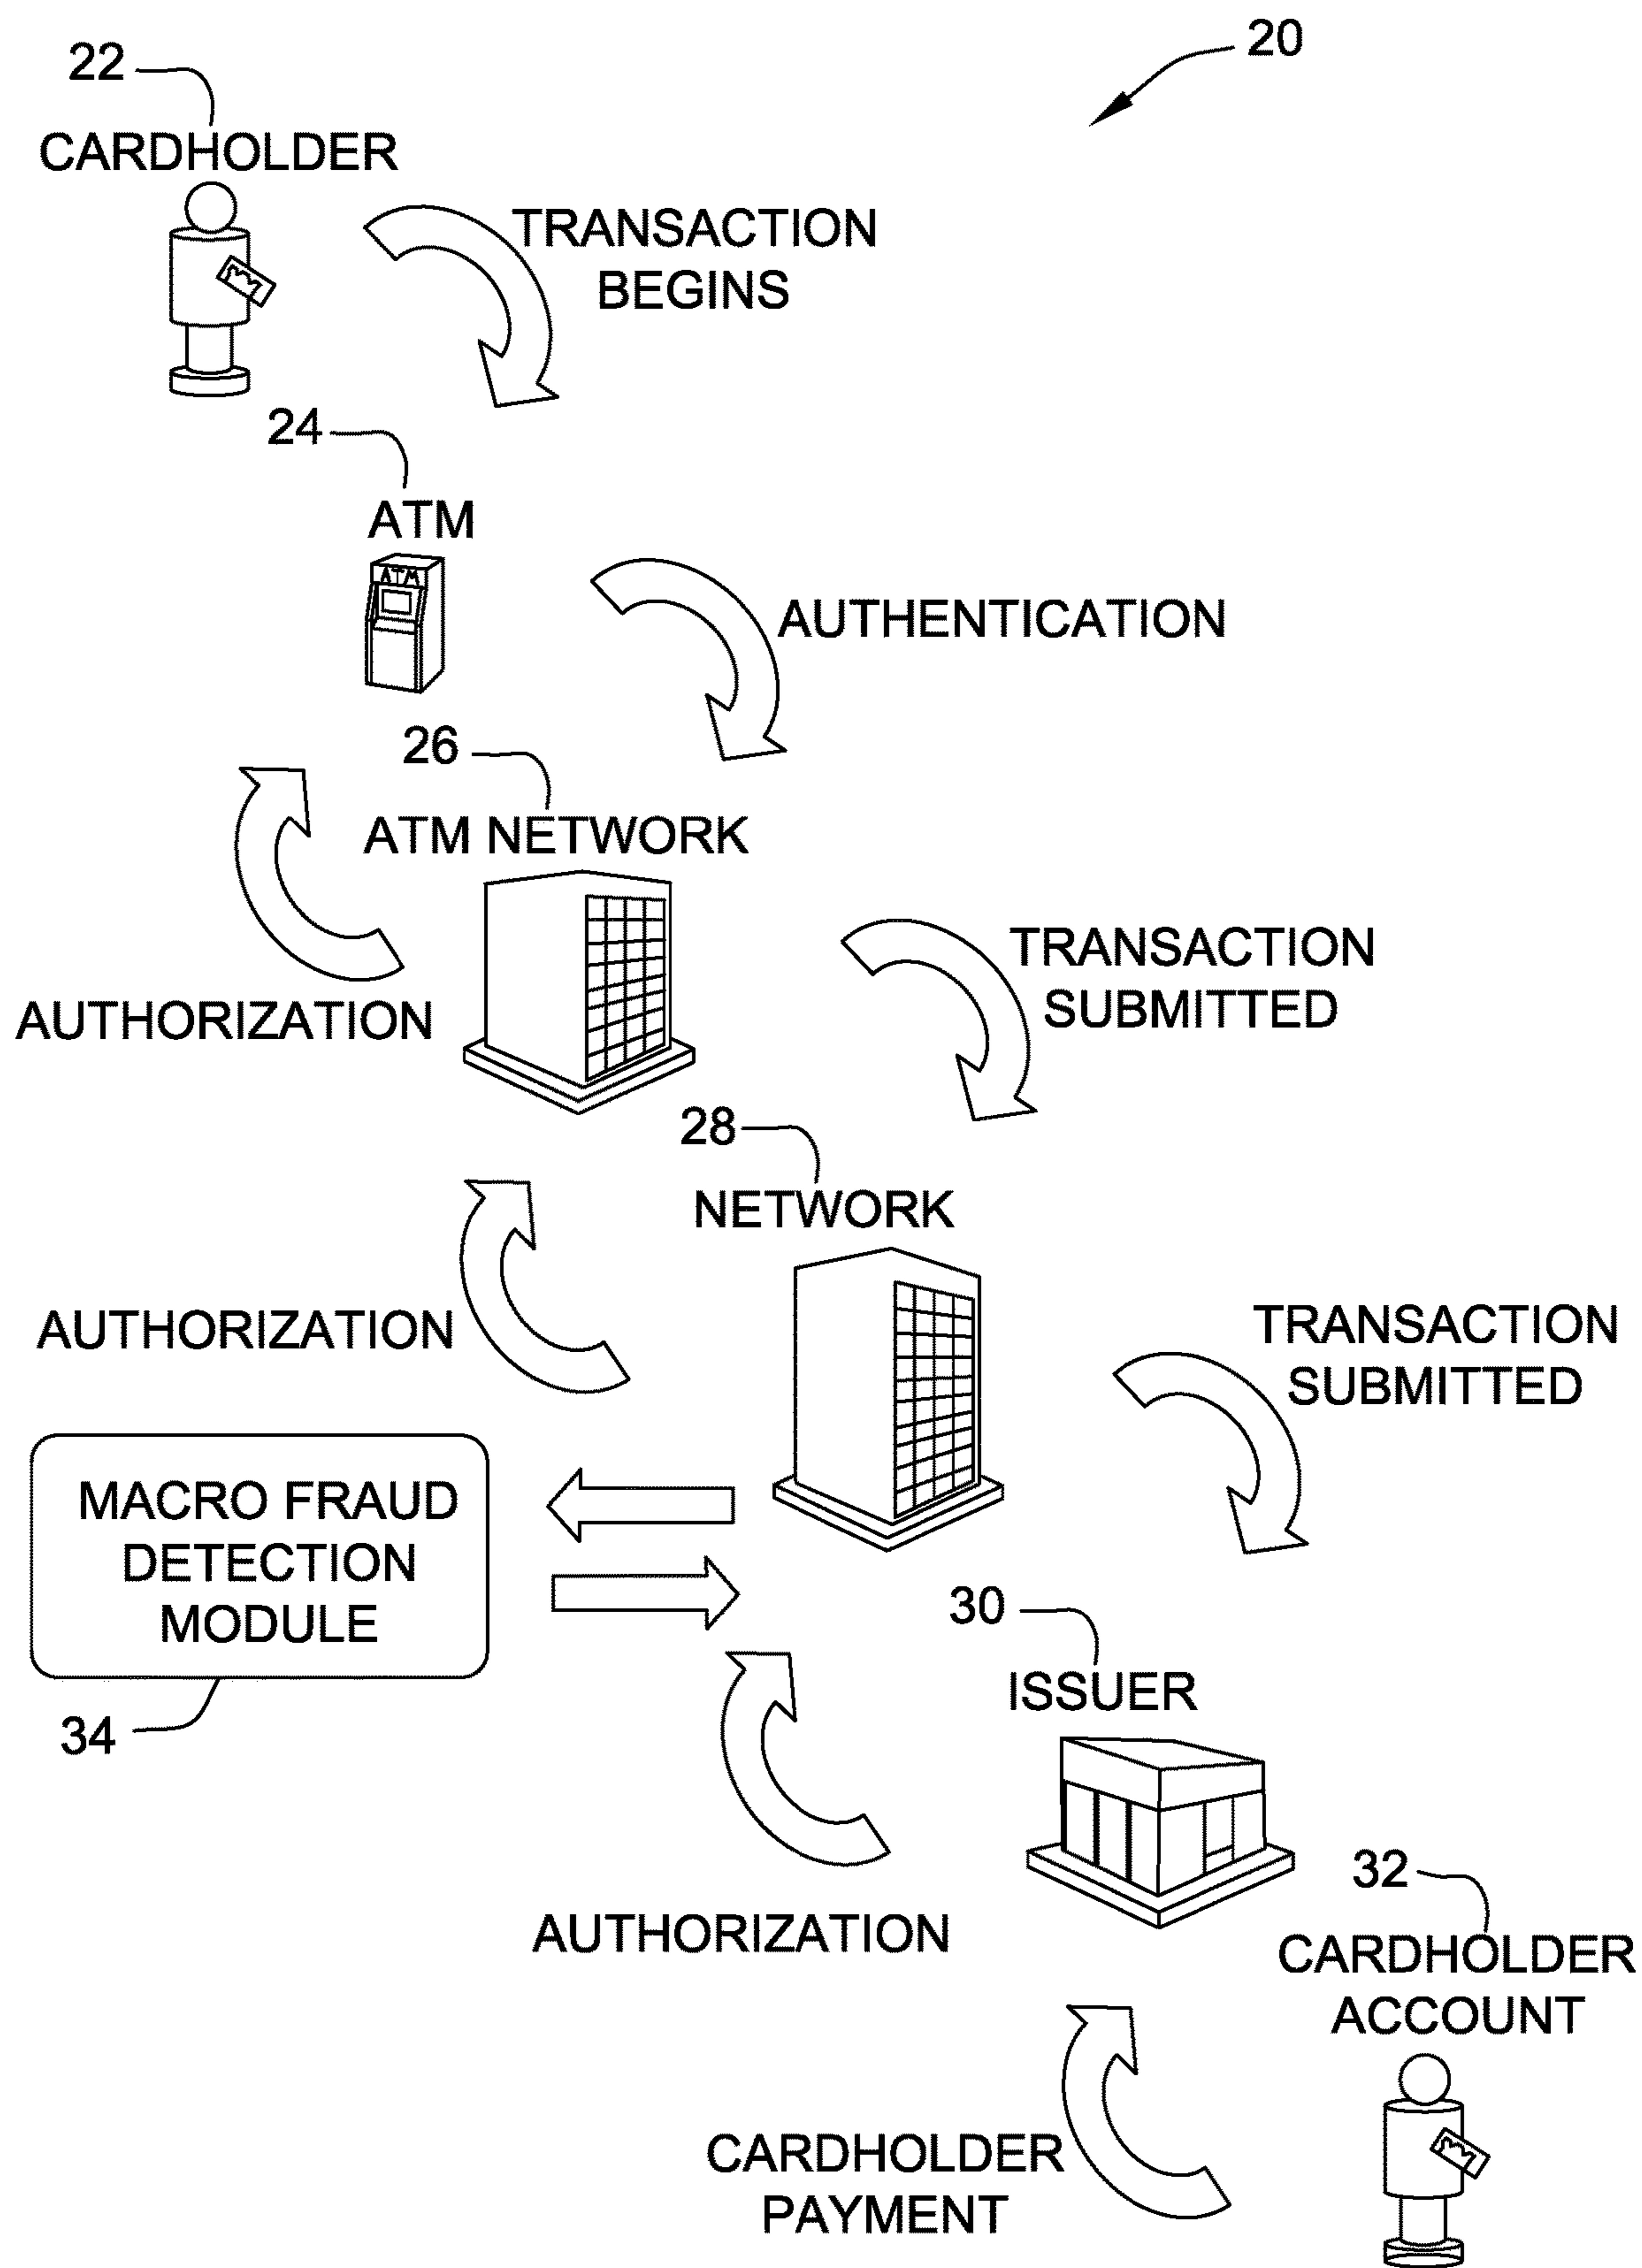 20
22
CARDHOLDER
TRANSACTION
BEGINS
24
ATM
ATM
AUTHENTICATION
26
ATM NETWORK
TRANSACTION
SUBMITTED
AUTHORIZATION
28
NETWORK
AUTHORIZATION
TRANSACTION
SUBMITTED
MACRO FRAUD
DETECTION
MODULE
34
30
ISSUER
AUTHORIZATION
32
CARDHOLDER
ACCOUNT
CARDHOLDER
PAYMENT